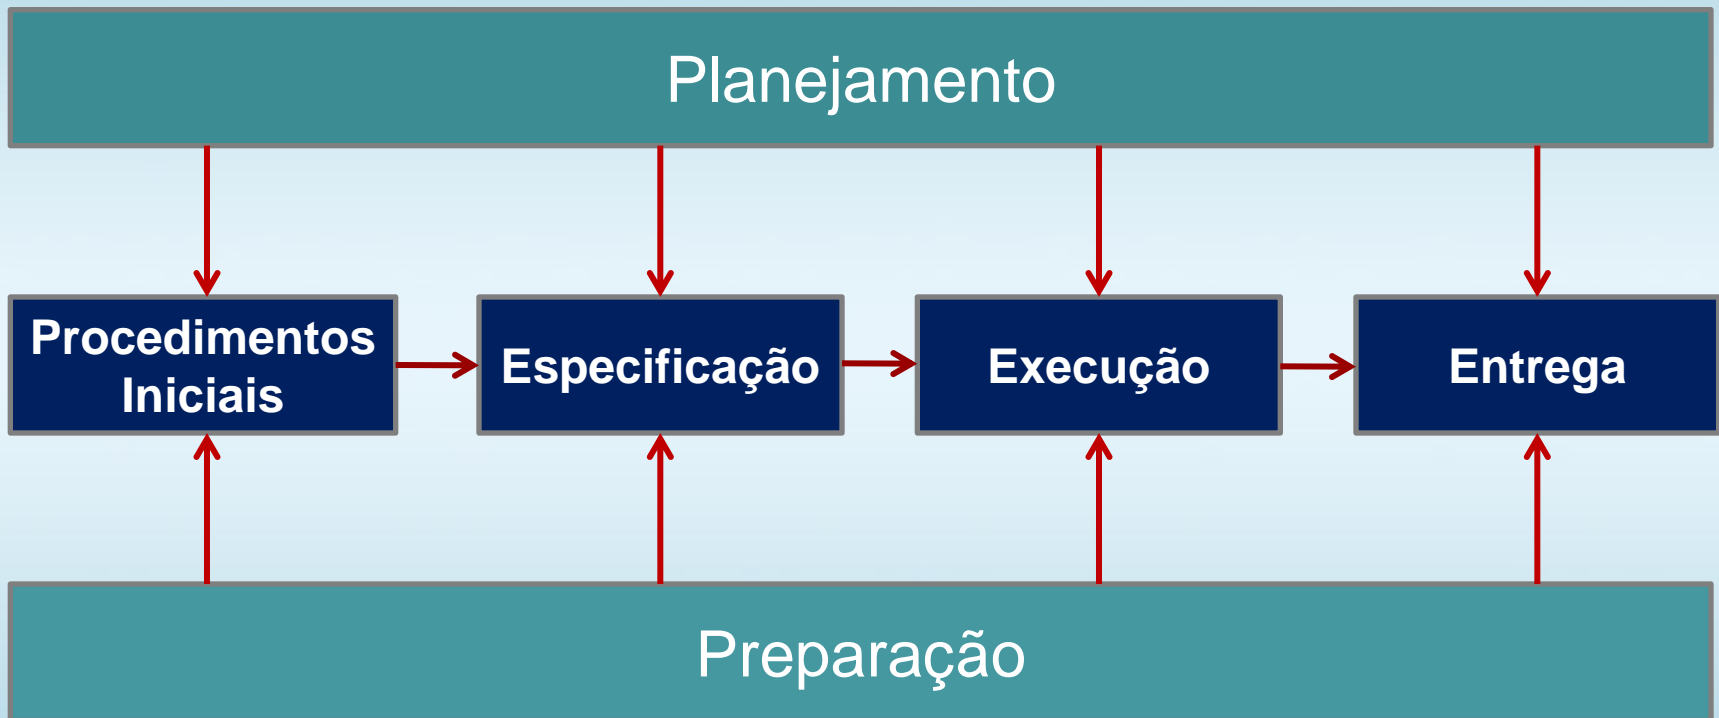 Planejamento
Procedimentos
Iniciais
Especificação
Execução
Entrega
Preparação